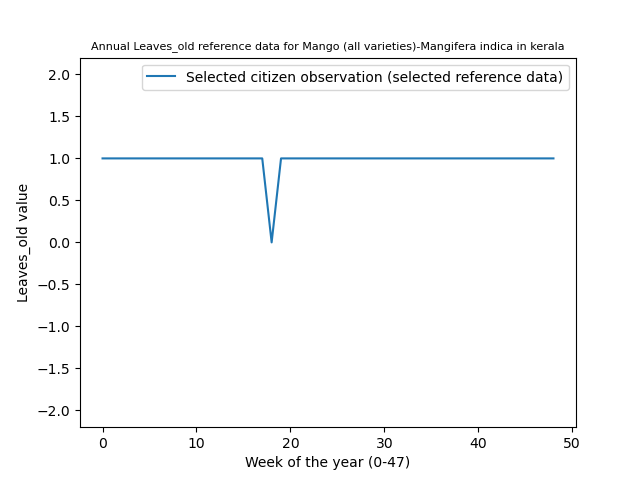 Annual Leaves_old reference data for Mango (all varieties)-Mangifera indica in kerala
Selected citizen observation (selected reference data)
Leaves_old value
2.0
1.5
1.0
0.5
0.0
−0.5
−1.0
−1.5
−2.0
0 10 20 30 40 50
Week of the year (0-47)